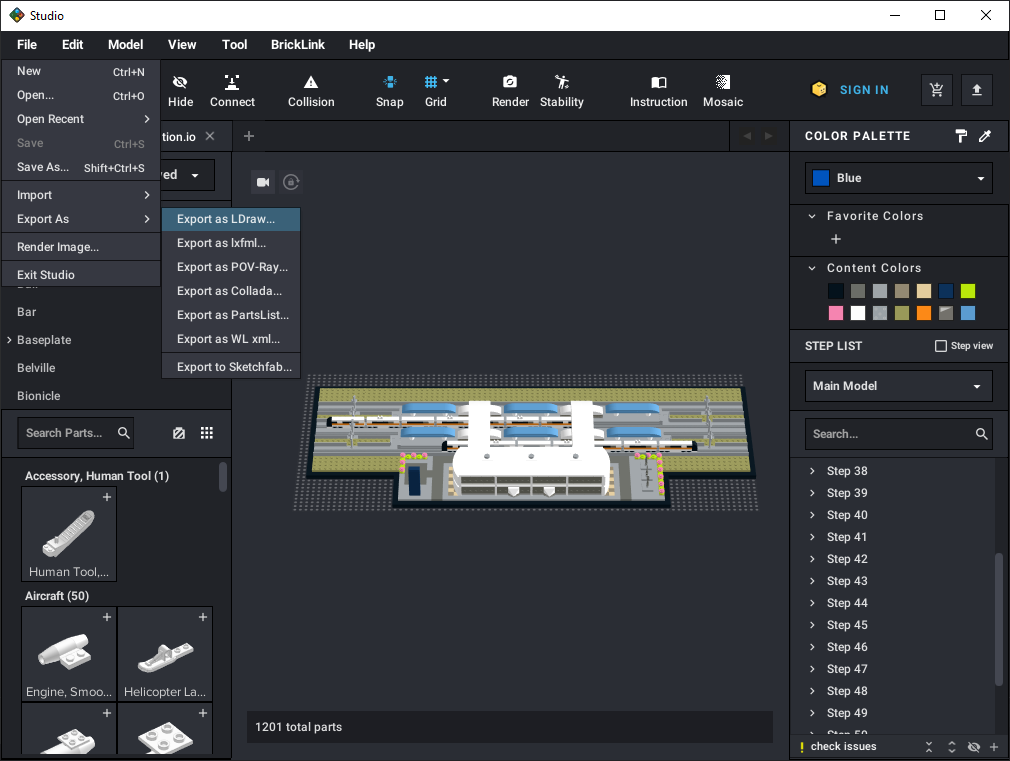 Studio
File Edit Model View Tool BrickLink Help
New Ctrl+N
Open... Ctrl+O
Open Recent
Save Ctrl+S
Save As... Shift+Ctrl+S
Import
Export As
Render Image...
Exit Studio
Export as LDraw...
Export as lxfml...
Export as POV-Ray...
Export as Collada...
Export as PartsList...
Export as WL xml...
Export to Sketchfab...
Hide Connect Collision Snap Grid Render Stability Instruction Mosaic
SIGN IN
tion.io
ed
Bar
Baseplate
Belville
Bionicle
Search Parts...
Accessory, Human Tool (1)
Human Tool,...
Aircraft (50)
Engine, Smoo...
Helicopter La...
1201 total parts
COLOR PALETTE
Blue
Favorite Colors
Content Colors
STEP LIST
Step view
Main Model
Search...
Step 38
Step 39
Step 40
Step 41
Step 42
Step 43
Step 44
Step 45
Step 46
Step 47
Step 48
Step 49
Step 50
check issues